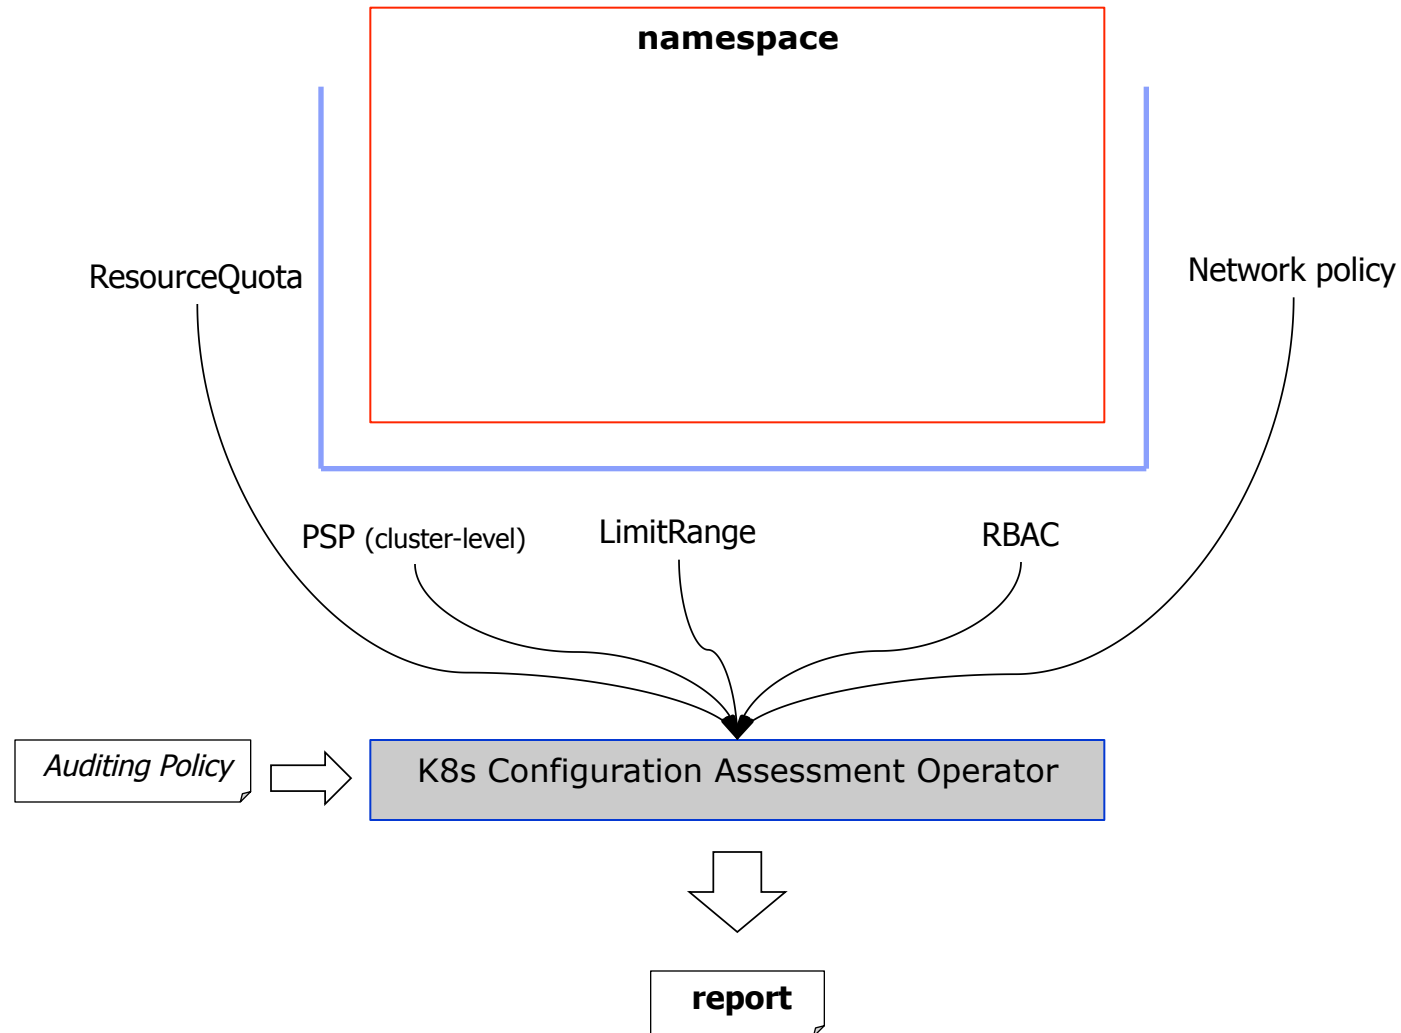 namespace
ResourceQuota
Network policy
PSP (cluster-level)
LimitRange
RBAC
Auditing Policy
K8s Configuration Assessment Operator
report